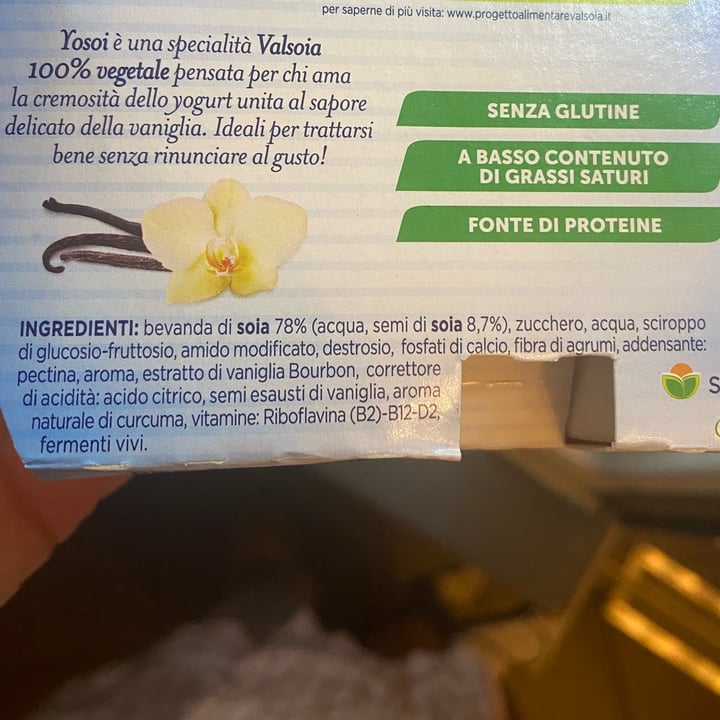 per saperne di più visita: www.progettoalimentarevalsoia.it
Yosoi è una specialità Valsoia
100% vegetale pensata per chi ama
la cremosità dello yogurt unita al sapore
delicato della vaniglia. Ideali per trattarsi
bene senza rinunciare al gusto!
SENZA GLUTINE
A BASSO CONTENUTO
DI GRASSI SATURI
FONTE DI PROTEINE
INGREDIENTI: bevanda di soia 78% (acqua, semi di soia 8,7%), zucchero, acqua, sciroppo
di glucosio-fruttosio, amido modificato, destrosio, fosfati di calcio, fibra di agrumi, addensante:
pectina, aroma, estratto di vaniglia Bourbon, correttore
di acidità: acido citrico, semi esausti di vaniglia, aroma
naturale di curcuma, vitamine: Riboflavina (B2)-B12-D2,
fermenti vivi.
S